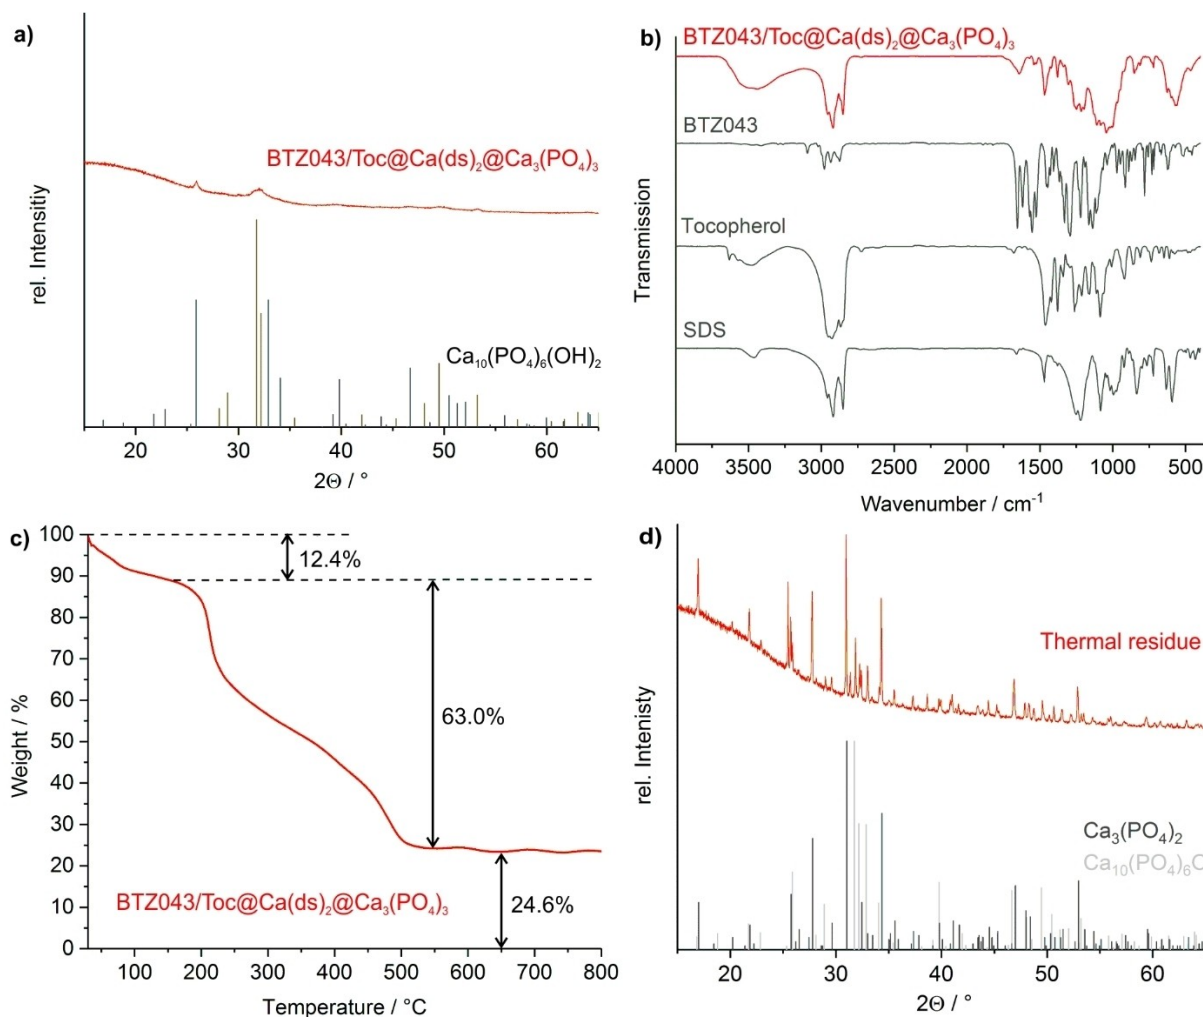 a)
BTZ043/Toc@Ca(ds)₂@Ca₃(PO₄)₃
Ca₁₀(PO₄)₆(OH)₂
rel. Intensitiy
20 30 40 50 60
2Θ / °
b)
BTZ043/Toc@Ca(ds)₂@Ca₃(PO₄)₃
BTZ043
Tocopherol
SDS
Transmission
4000 3500 3000 2500 2000 1500 1000 500
Wavenumber / cm⁻¹
c)
100
90
80
70
60
50
40
30
20
10
0
12.4%
63.0%
24.6%
BTZ043/Toc@Ca(ds)₂@Ca₃(PO₄)₃
Weight / %
100 200 300 400 500 600 700 800
Temperature / °C
d)
Thermal residue
Ca₃(PO₄)₂
Ca₁₀(PO₄)₆O
rel. Intenisty
20 30 40 50 60
2Θ / °